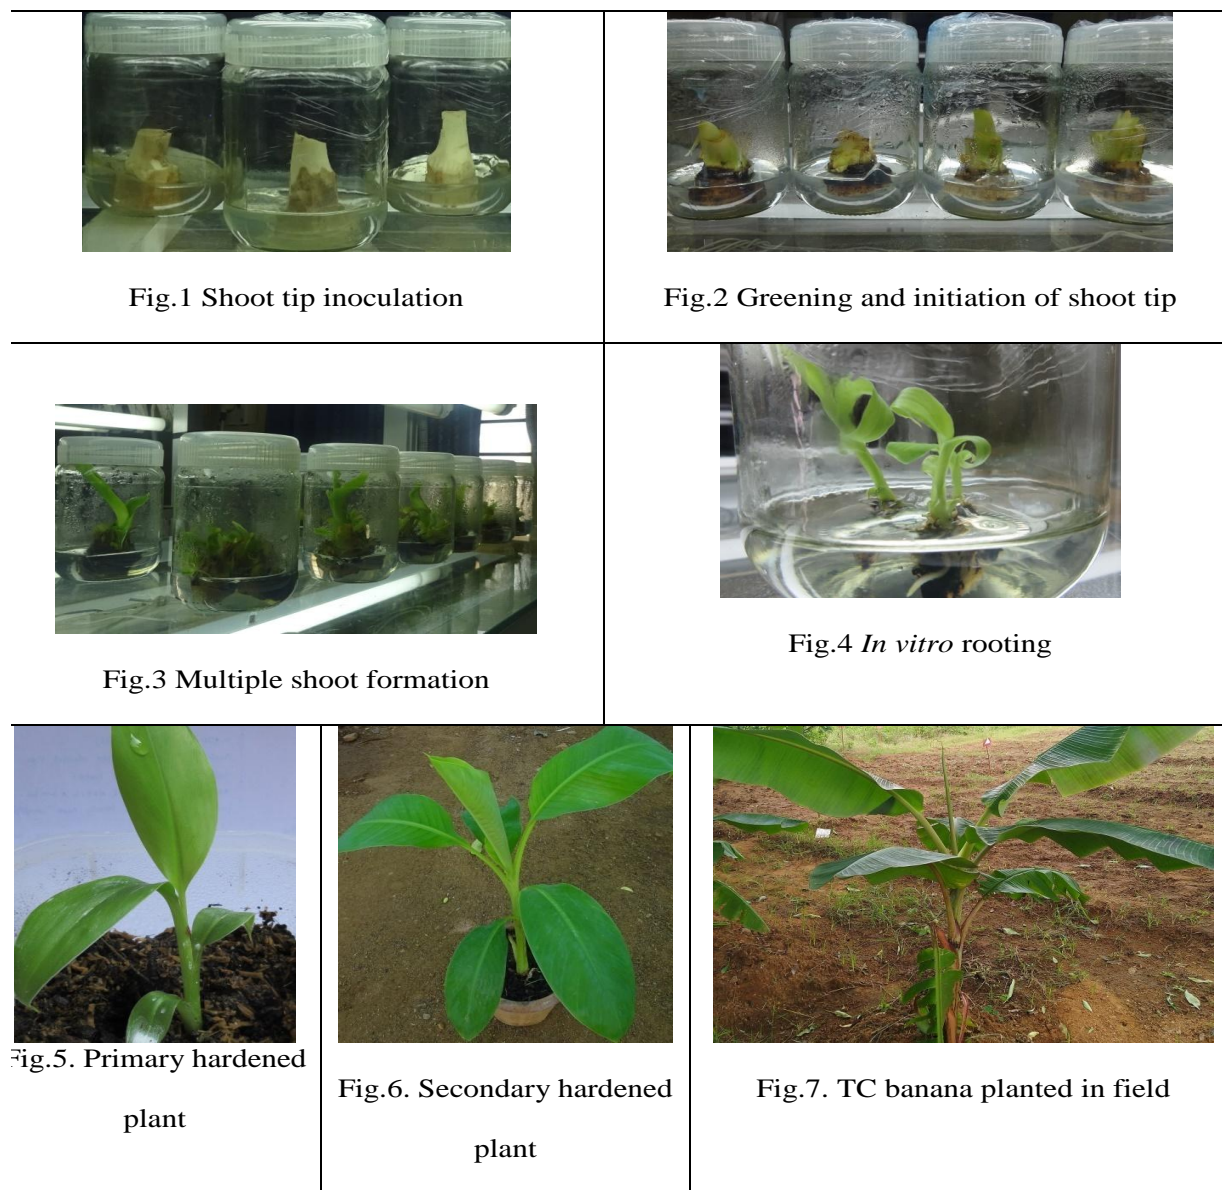 Fig.1 Shoot tip inoculation
Fig.2 Greening and initiation of shoot tip
Fig.3 Multiple shoot formation
Fig.4 In vitro rooting
Fig.5. Primary hardened
plant
Fig.6. Secondary hardened
plant
Fig.7. TC banana planted in field